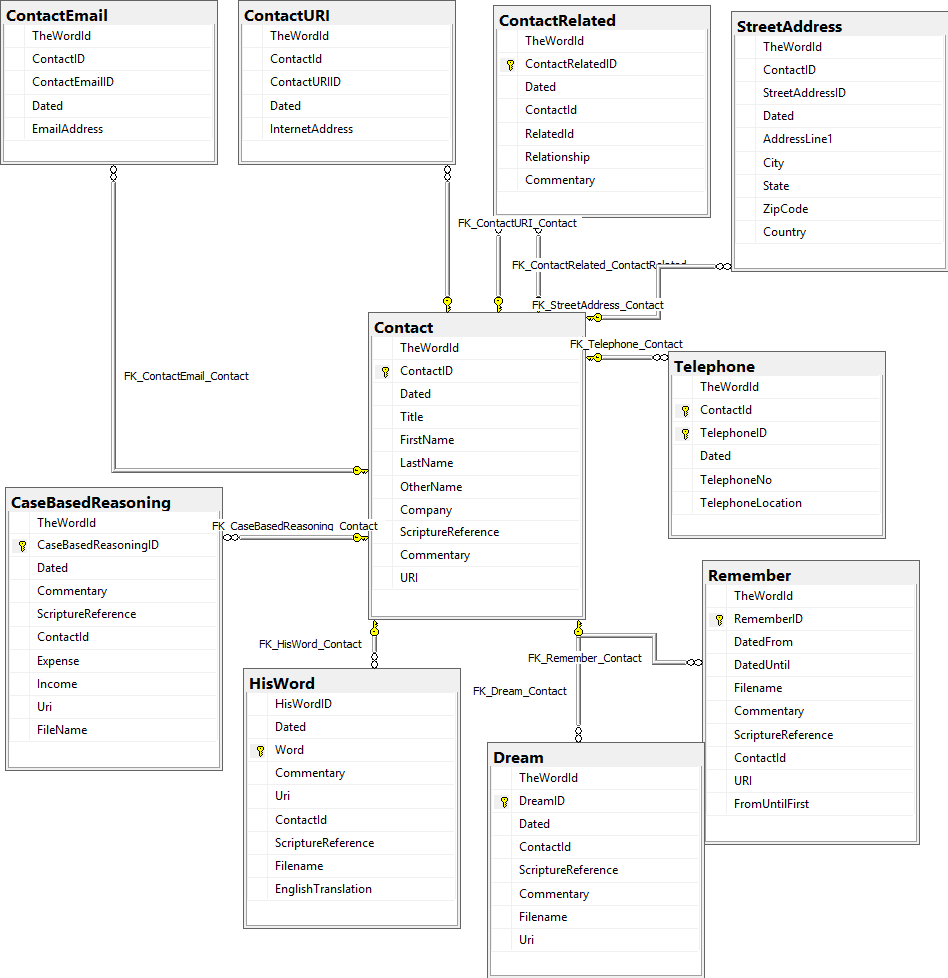 ContactEmail
TheWordId
ContactID
ContactEmailID
Dated
EmailAddress
ContactURI
TheWordId
ContactId
ContactURIID
Dated
InternetAddress
ContactRelated
TheWordId
ContactRelatedID
Dated
ContactId
RelatedId
Relationship
Commentary
StreetAddress
TheWordId
ContactID
StreetAddressID
Dated
AddressLine1
City
State
ZipCode
Country
FK_ContactURI_Contact
FK_ContactRelated_ContactRelated
FK_StreetAddress_Contact
FK_Telephone_Contact
FK_ContactEmail_Contact
Contact
TheWordId
ContactID
Dated
Title
FirstName
LastName
OtherName
Company
ScriptureReference
Commentary
URI
Telephone
TheWordId
ContactId
TelephoneID
Dated
TelephoneNo
TelephoneLocation
CaseBasedReasoning
TheWordId
CaseBasedReasoningID
Dated
Commentary
ScriptureReference
ContactId
Expense
Income
Uri
FileName
FK_CaseBasedReasoning_Contact
FK_HisWord_Contact
FK_Remember_Contact
FK_Dream_Contact
HisWord
HisWordID
Dated
Word
Commentary
Uri
ContactId
ScriptureReference
Filename
EnglishTranslation
Remember
TheWordId
RememberID
DatedFrom
DatedUntil
Filename
Commentary
ScriptureReference
ContactId
URI
FromUntilFirst
Dream
TheWordId
DreamID
Dated
ContactId
ScriptureReference
Commentary
Filename
Uri